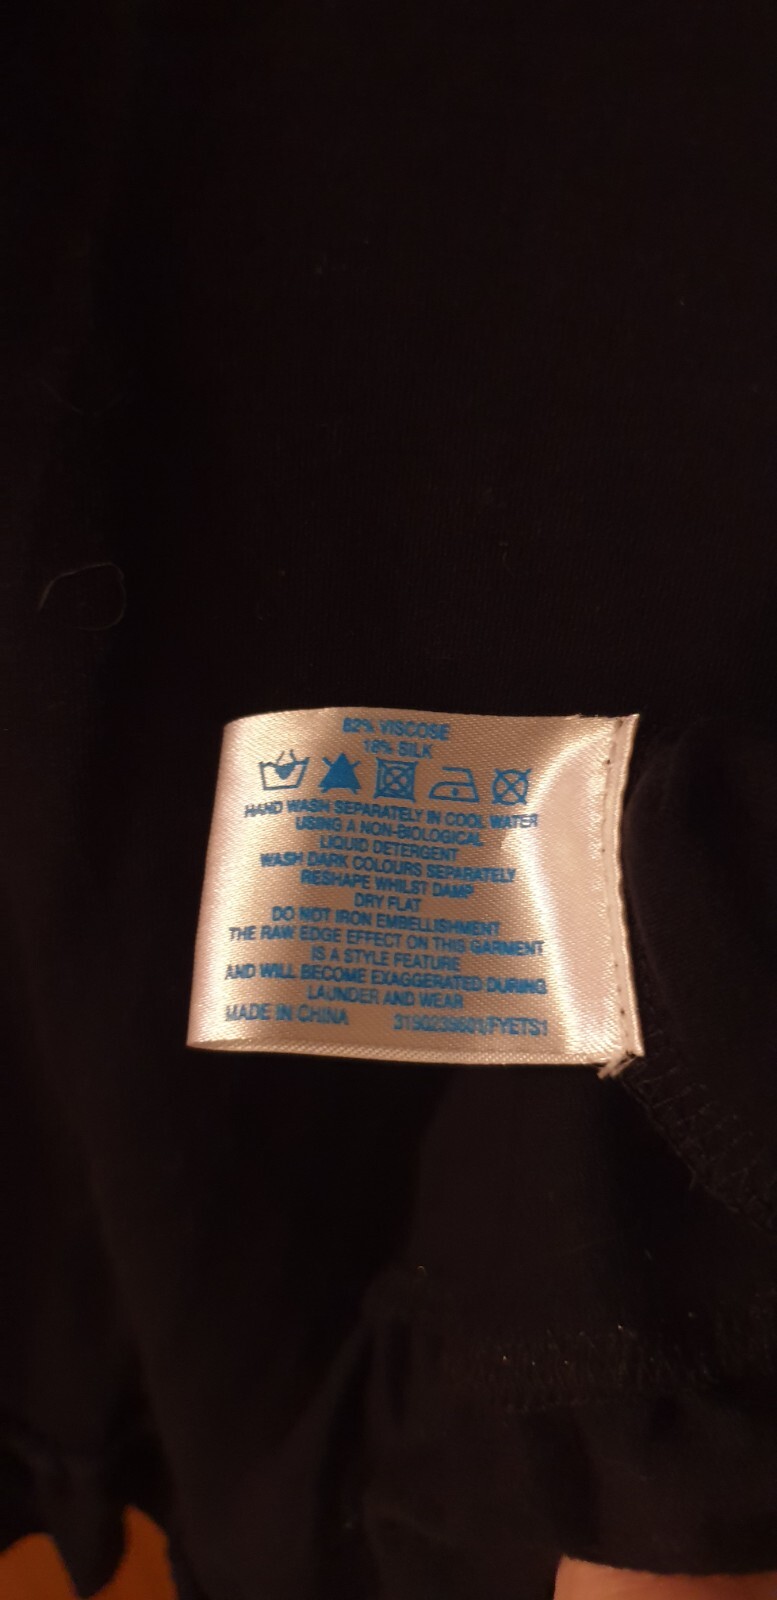 82% VISCOSE
18% SILK
HAND WASH SEPARATELY IN COOL WATER
USING A NON-BIOLOGICAL
LIQUID DETERGENT
WASH DARK COLOURS SEPARATELY
RESHAPE WHILST DAMP
DRY FLAT
DO NOT IRON EMBELLISHMENT
THE RAW EDGE EFFECT ON THIS GARMENT
IS A STYLE FEATURE
AND WILL BECOME EXAGGERATED DURING
LAUNDER AND WEAR
MADE IN CHINA